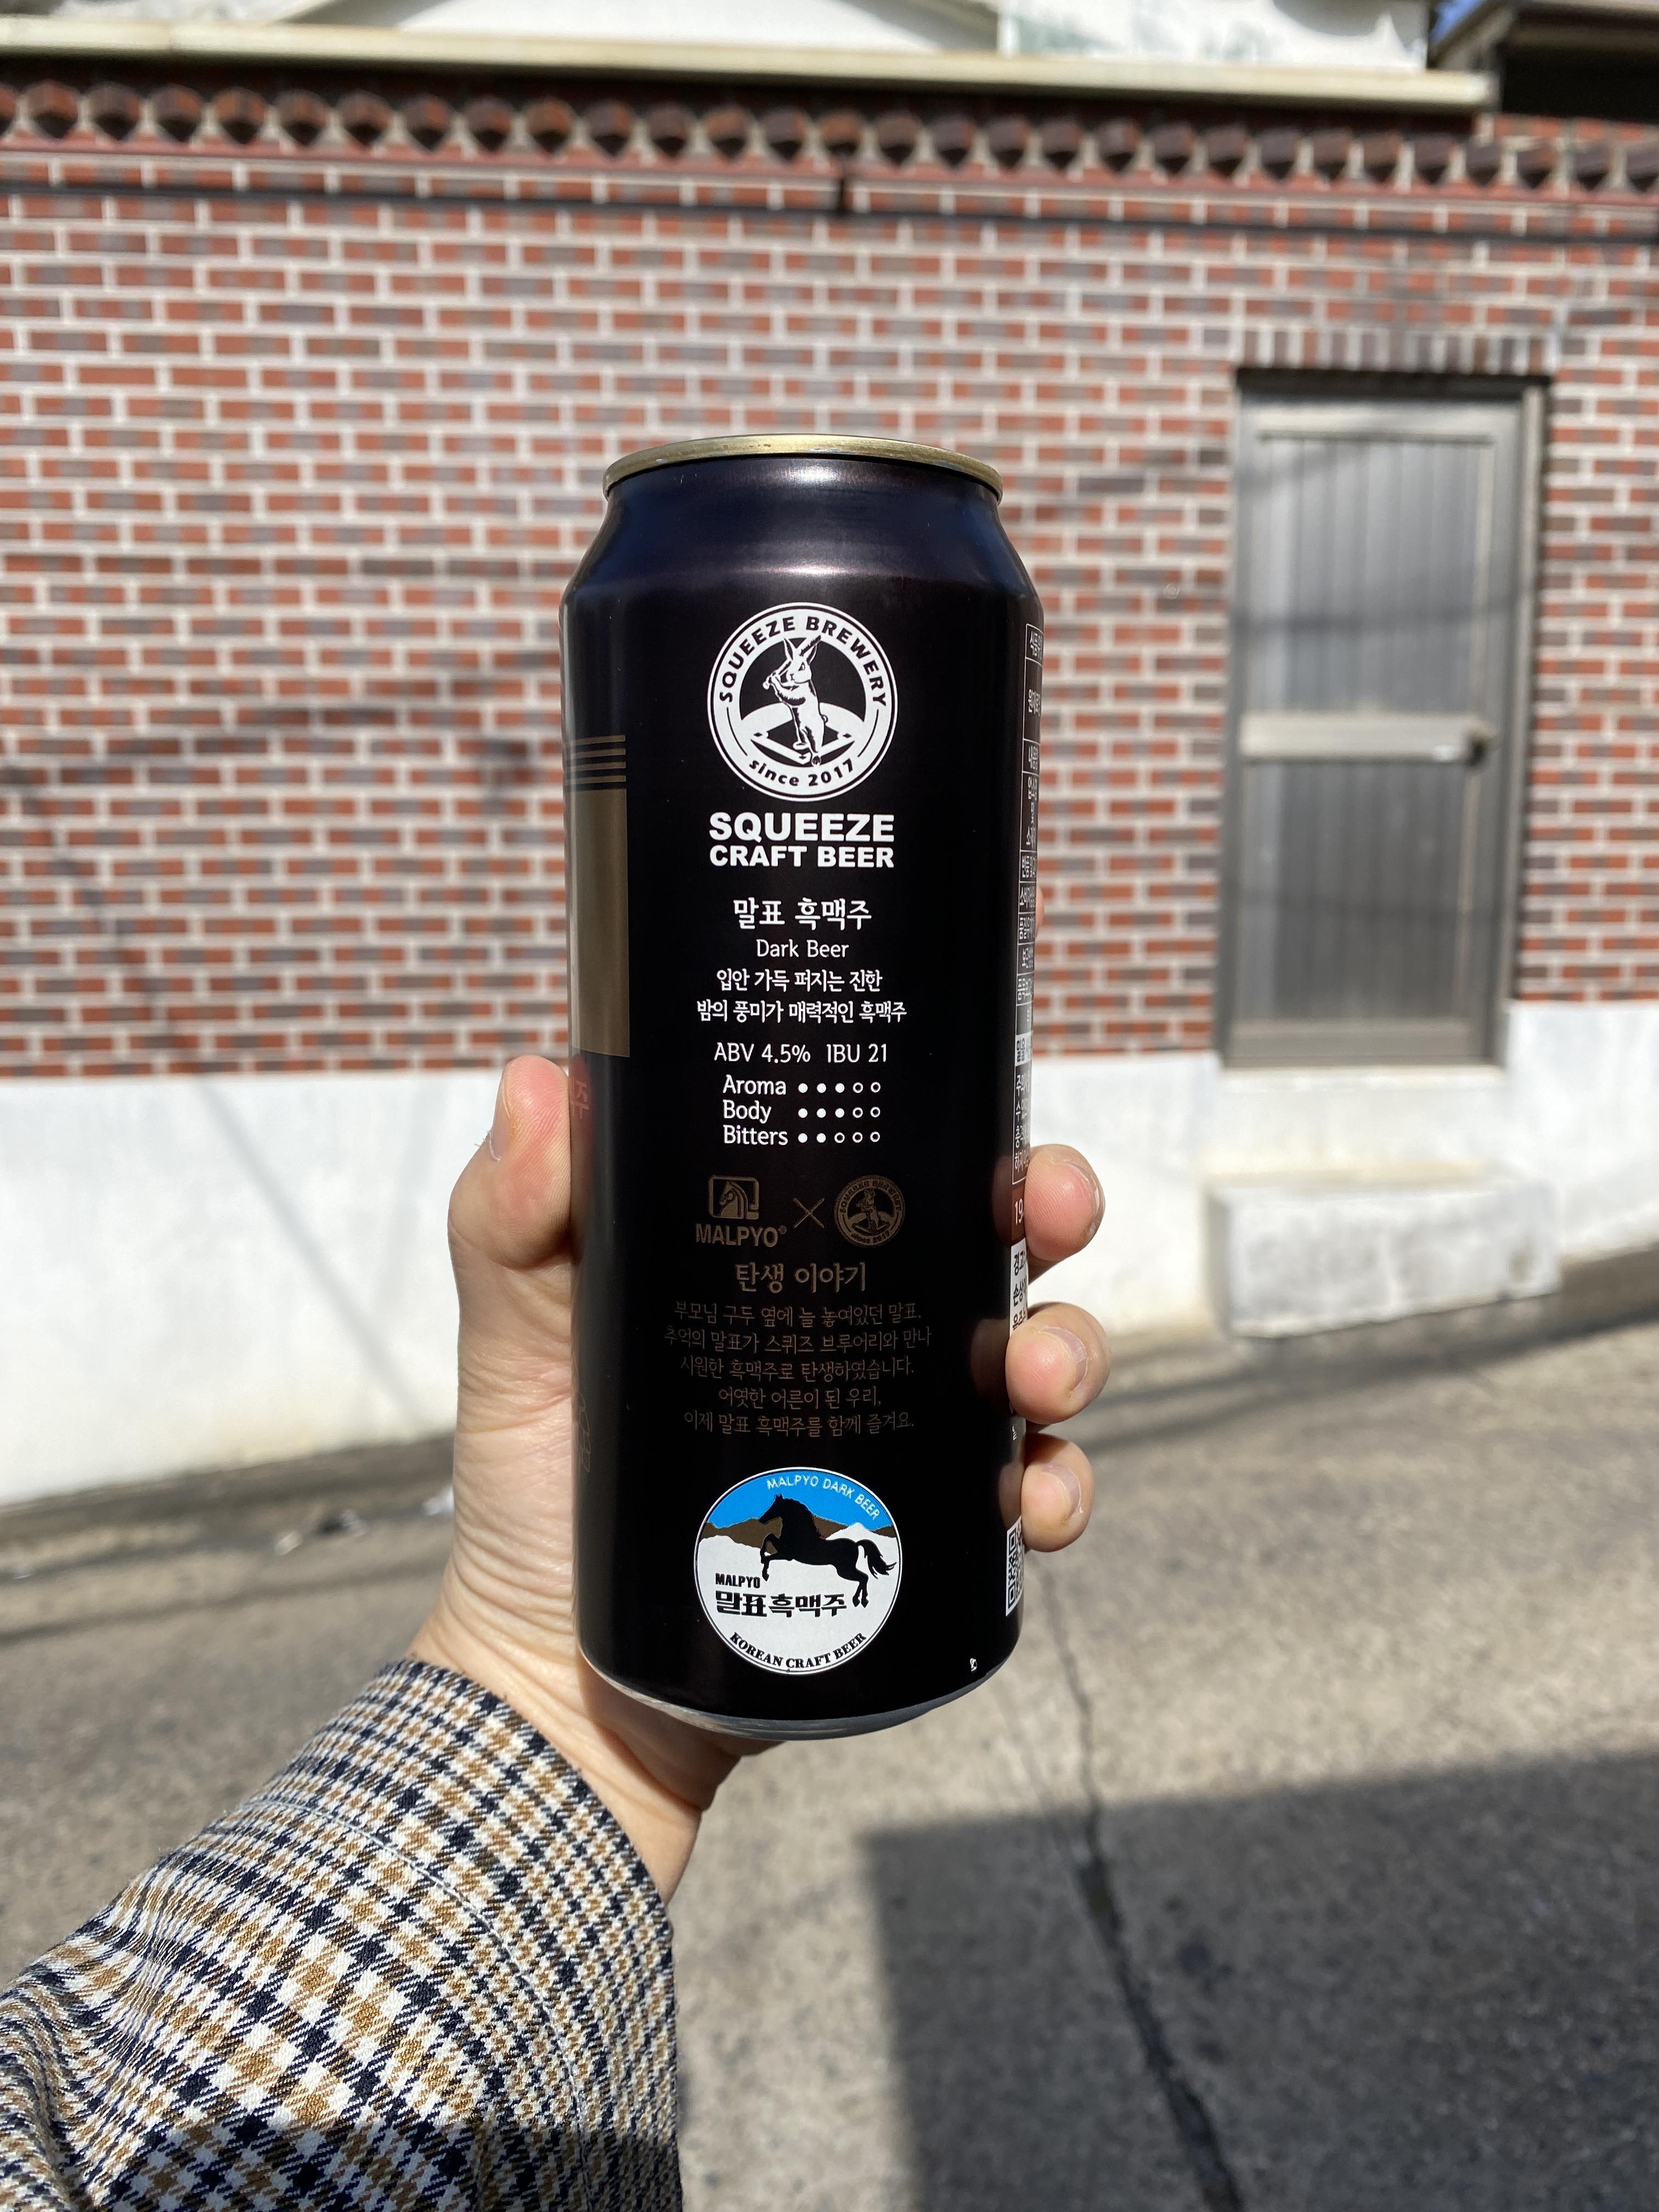 SQUEEZE BREWERY
since 2017
SQUEEZE
CRAFT BEER
말표 흑맥주
Dark Beer
입안 가득 퍼지는 진한
밤의 풍미가 매력적인 흑맥주
ABV 4.5% IBU 21
Aroma
Body
Bitters
MALPYO®
SQUEEZE BREWERY
since 2017
탄생 이야기
부모님 구두 옆에 늘 놓여있던 말표.
추억의 말표가 스퀴즈 브루어리와 만나
시원한 흑맥주로 탄생하였습니다.
어엿한 어른이 된 우리,
이제 말표 흑맥주를 함께 즐겨요.
MALPYO DARK BEER
MALPYO
말표흑맥주
KOREAN CRAFT BEER